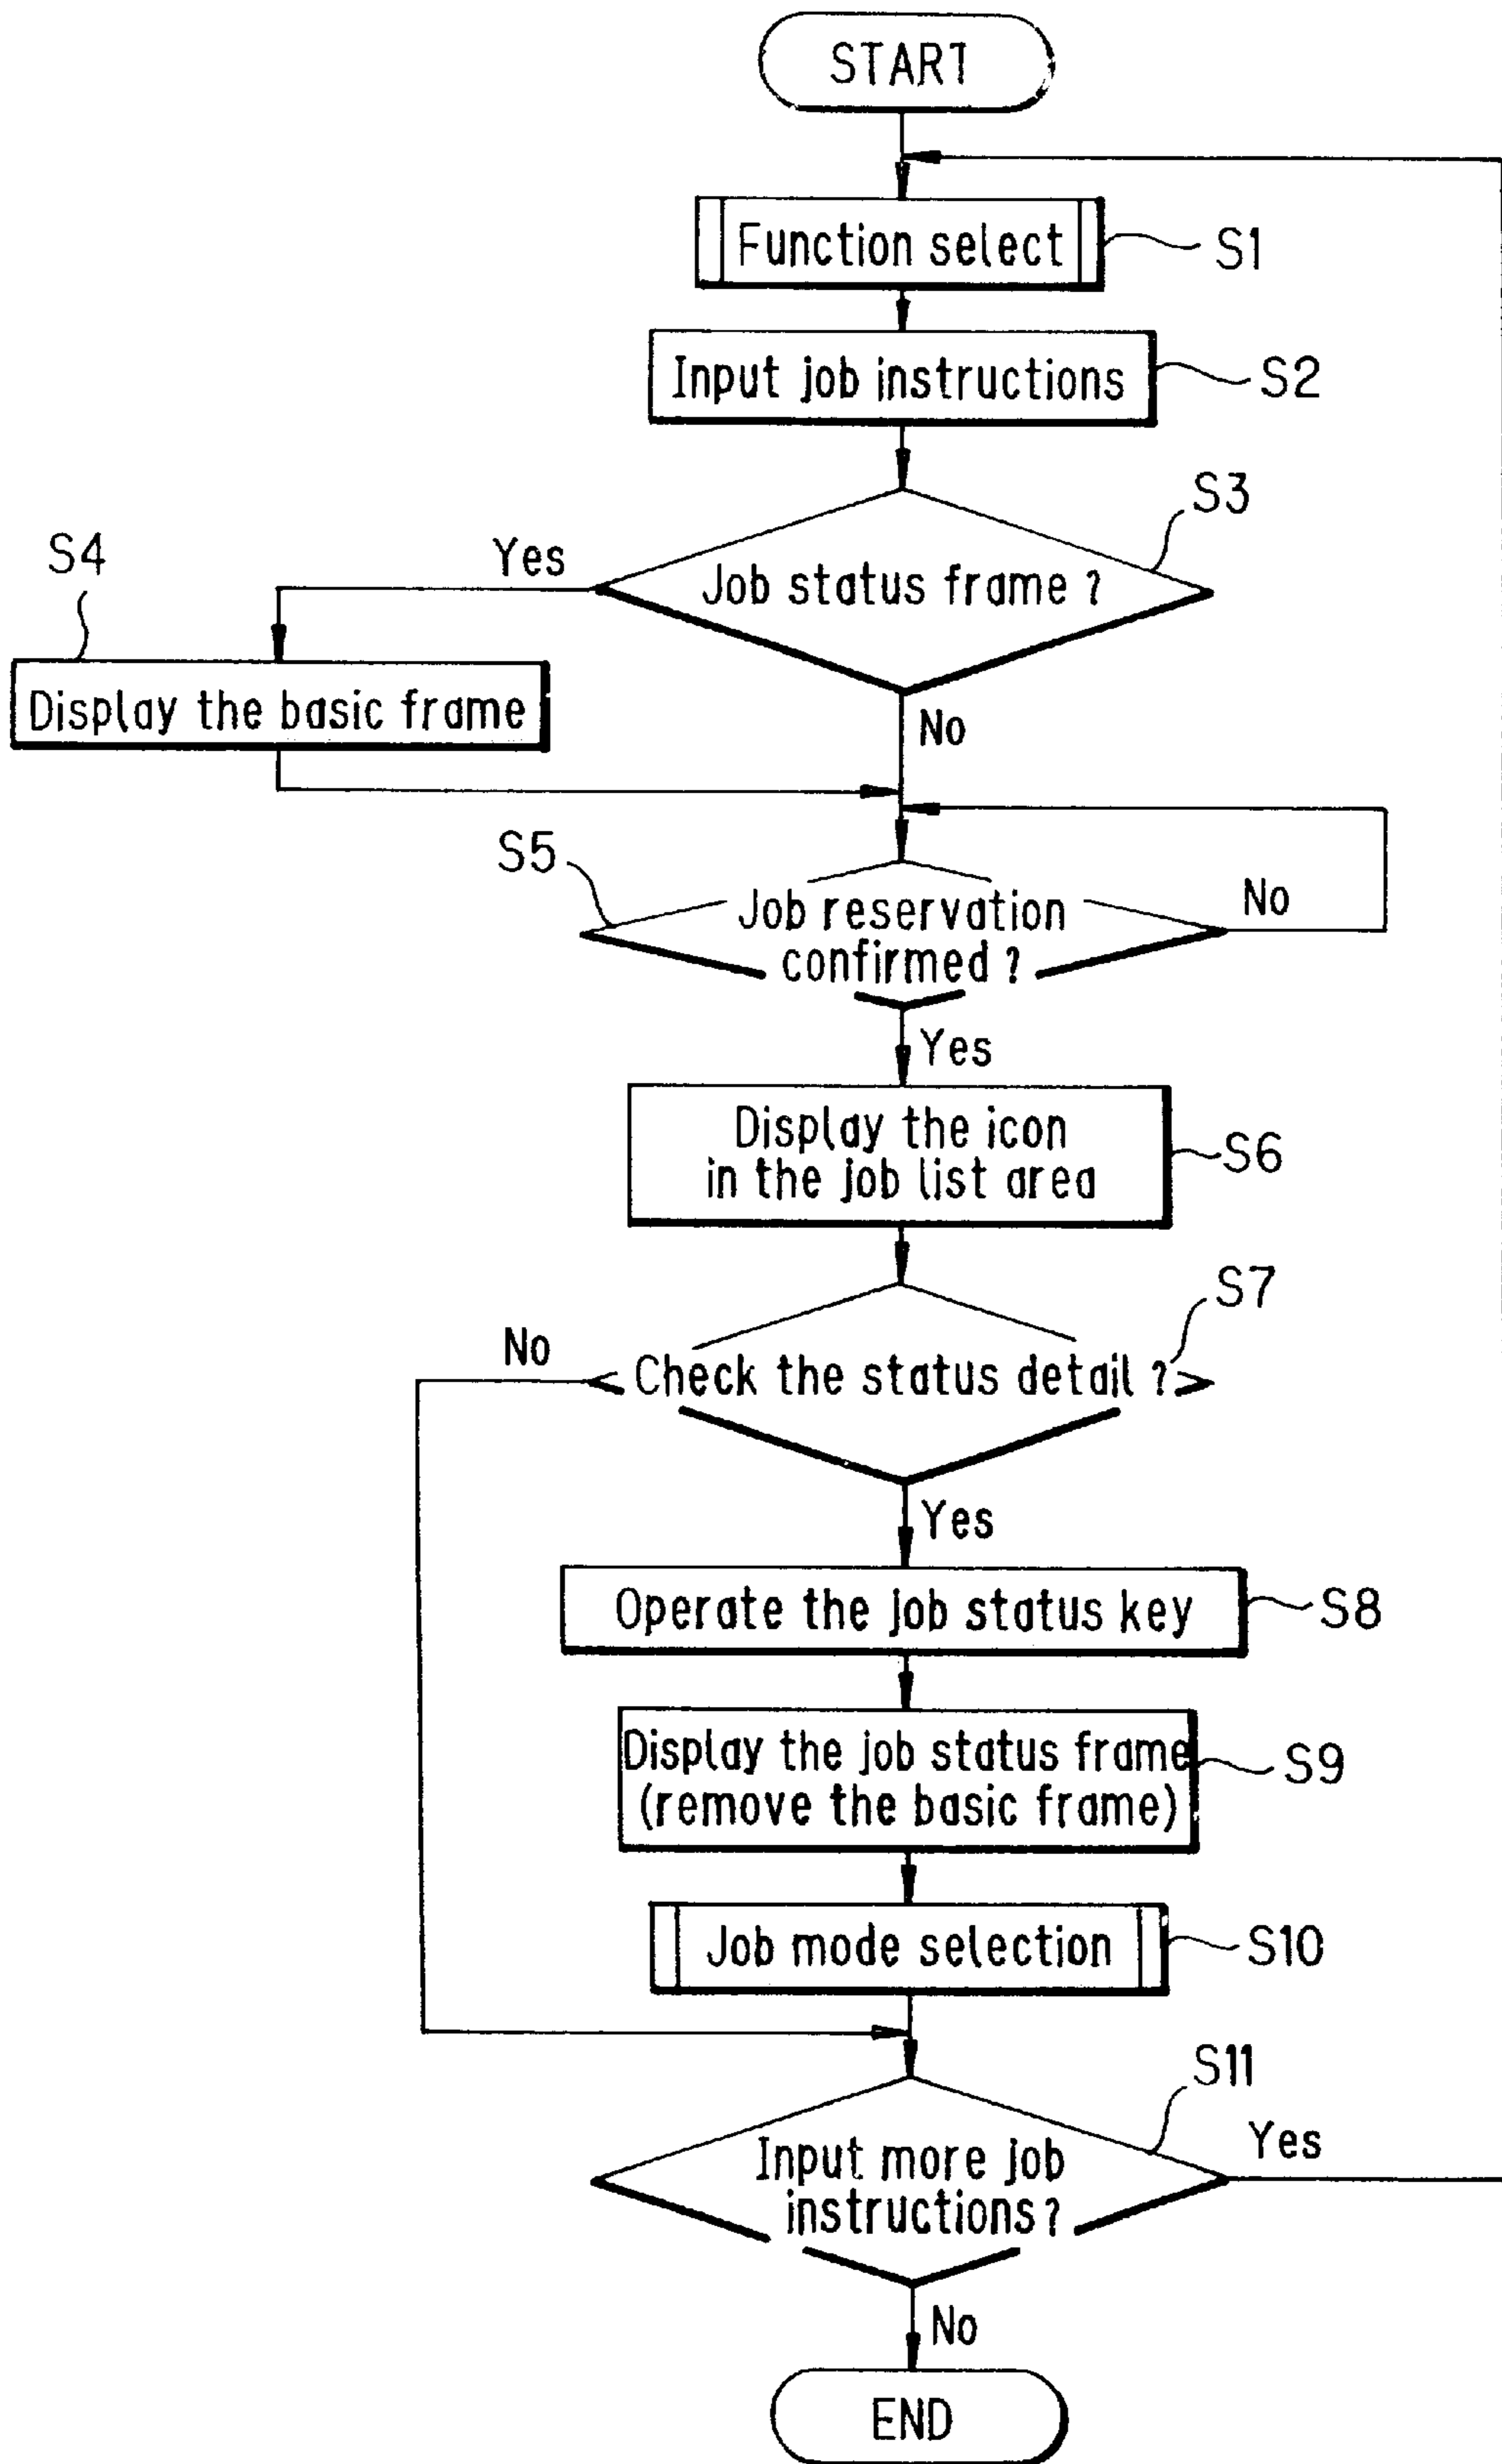 START
Function select
S1
Input job instructions
S2
S3
Job status frame ?
Yes
S4
Display the basic frame
No
S5
Job reservation
confirmed ?
No
Yes
Display the icon
in the job list area
S6
S7
No
Check the status detail ?
Yes
Operate the job status key
S8
Display the job status frame
(remove the basic frame)
S9
Job mode selection
S10
S11
Input more job
instructions ?
Yes
No
END